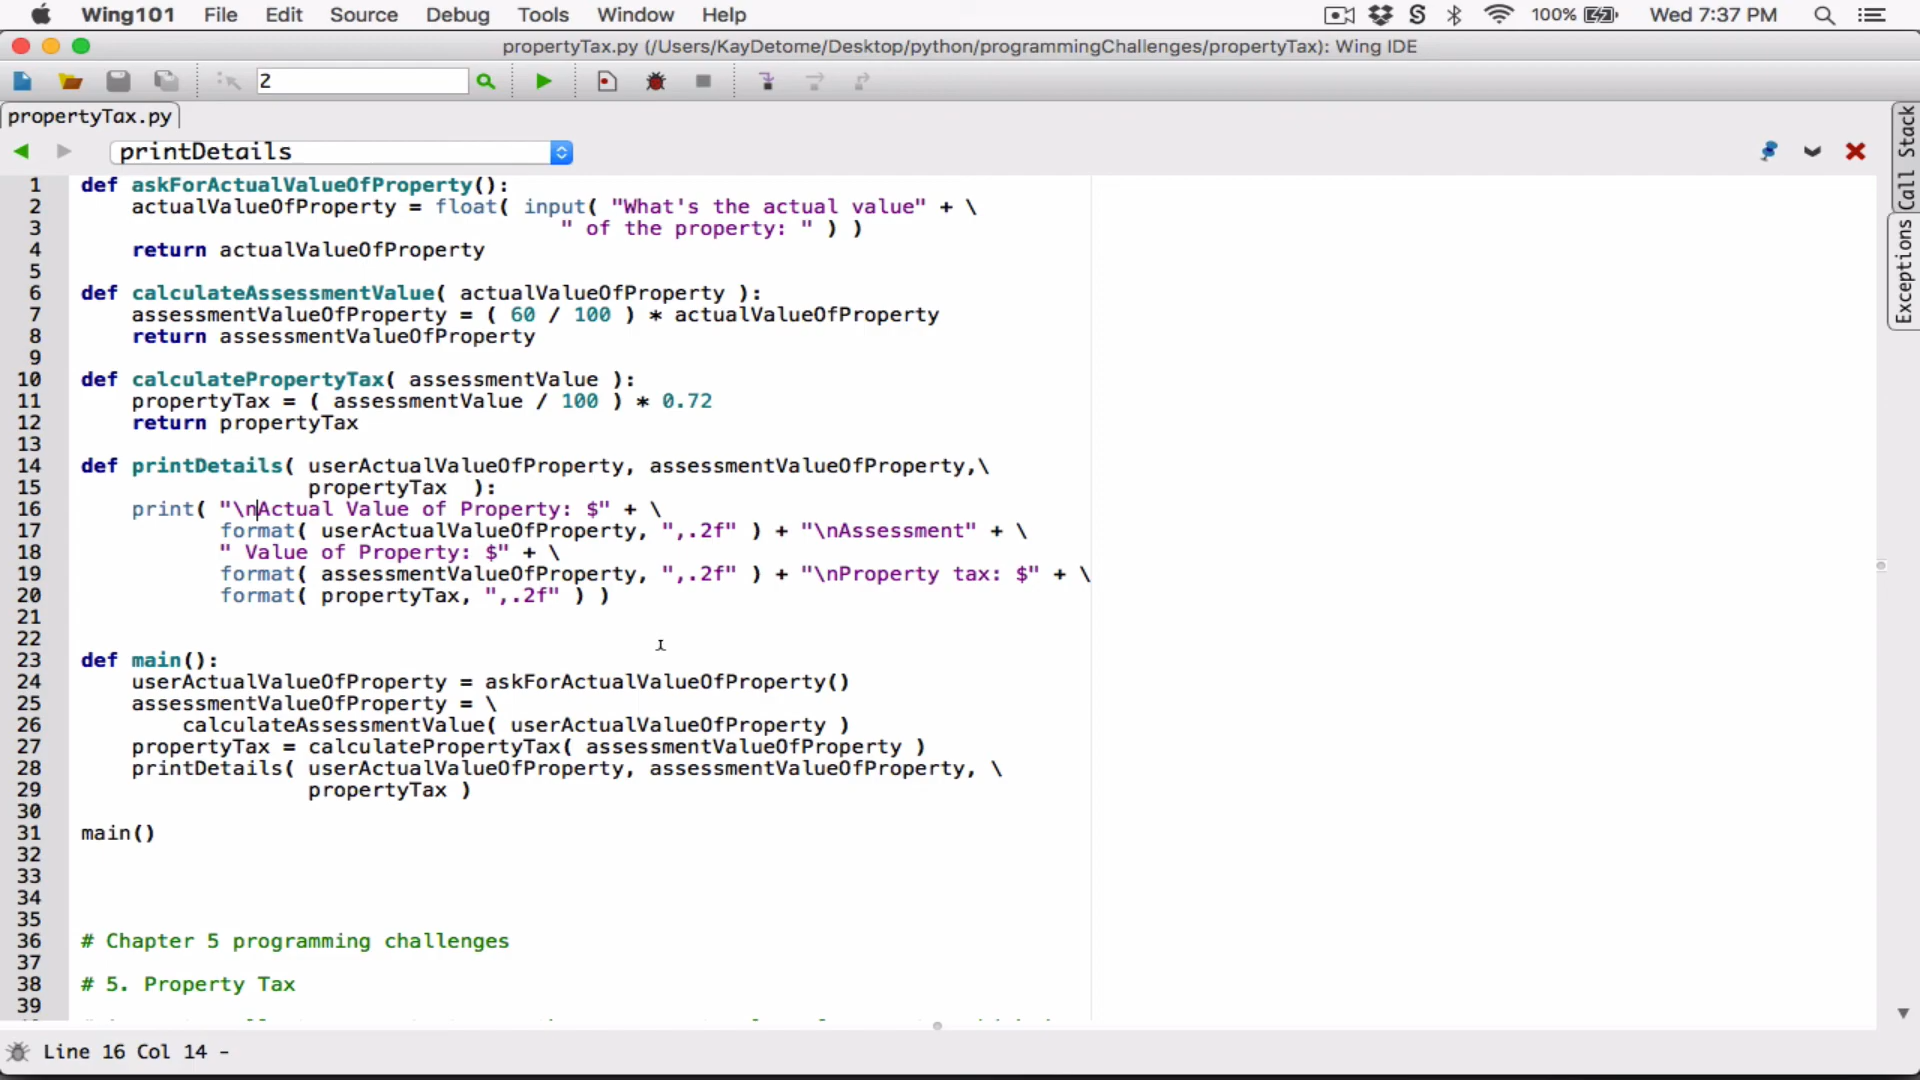 Wing101 File Edit Source Debug Tools Window Help 100% Wed 7:37 PM
propertyTax.py (/Users/KayDetome/Desktop/python/programmingChallenges/propertyTax): Wing IDE
2
propertyTax.py
printDetails
Call Stack
Exceptions
1 def askForActualValueOfProperty():
2     actualValueOfProperty = float( input( "What's the actual value" + \
3                                       " of the property: " ) )
4     return actualValueOfProperty
5
6 def calculateAssessmentValue( actualValueOfProperty ):
7     assessmentValueOfProperty = ( 60 / 100 ) * actualValueOfProperty
8     return assessmentValueOfProperty
9
10 def calculatePropertyTax( assessmentValue ):
11     propertyTax = ( assessmentValue / 100 ) * 0.72
12     return propertyTax
13
14 def printDetails( userActualValueOfProperty, assessmentValueOfProperty,\
15                   propertyTax  ):
16     print( "\nActual Value of Property: $" + \
17            format( userActualValueOfProperty, ",.2f" ) + "\nAssessment" + \
18            " Value of Property: $" + \
19            format( assessmentValueOfProperty, ",.2f" ) + "\nProperty tax: $" + \
20            format( propertyTax, ",.2f" ) )
21
22
23 def main():
24     userActualValueOfProperty = askForActualValueOfProperty()
25     assessmentValueOfProperty = \
26         calculateAssessmentValue( userActualValueOfProperty )
27     propertyTax = calculatePropertyTax( assessmentValueOfProperty )
28     printDetails( userActualValueOfProperty, assessmentValueOfProperty, \
29                   propertyTax )
30
31 main()
32
33
34
35
36 # Chapter 5 programming challenges
37
38 # 5. Property Tax
39
Line 16 Col 14 -